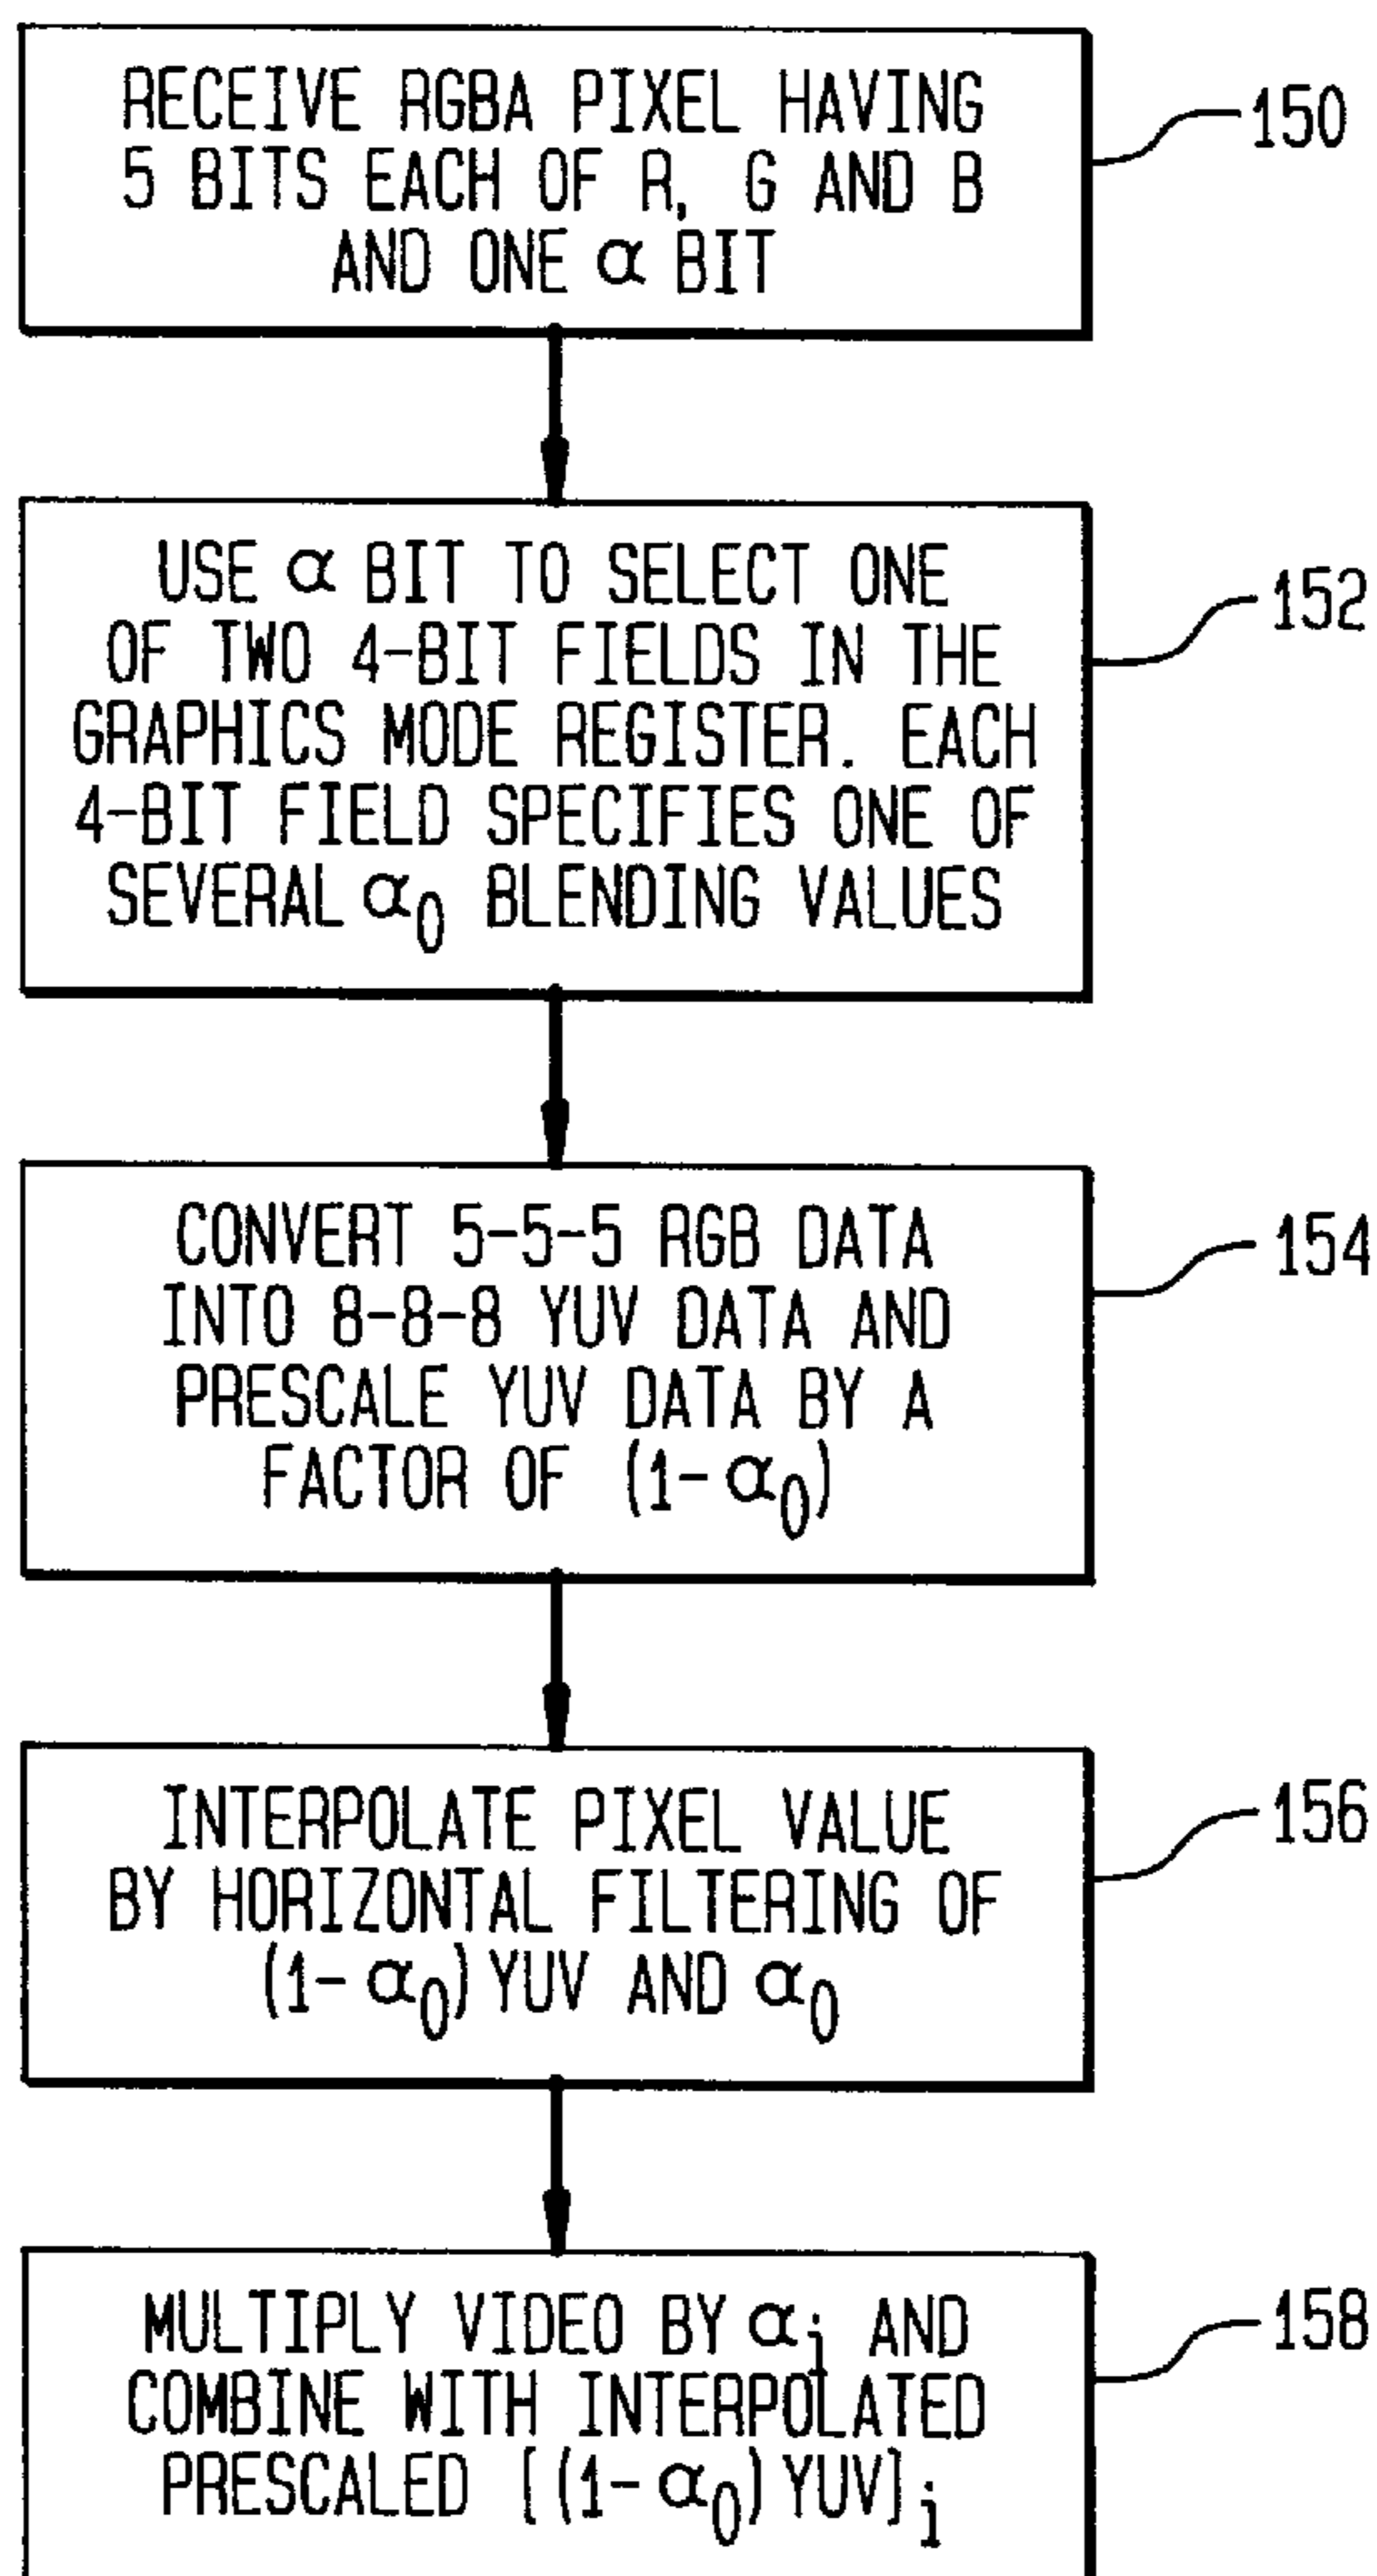 RECEIVE RGBA PIXEL HAVING
5 BITS EACH OF R, G AND B
AND ONE α BIT
150
USE α BIT TO SELECT ONE
OF TWO 4-BIT FIELDS IN THE
GRAPHICS MODE REGISTER. EACH
4-BIT FIELD SPECIFIES ONE OF
SEVERAL α₀ BLENDING VALUES
152
CONVERT 5-5-5 RGB DATA
INTO 8-8-8 YUV DATA AND
PRESCALE YUV DATA BY A
FACTOR OF (1-α₀)
154
INTERPOLATE PIXEL VALUE
BY HORIZONTAL FILTERING OF
(1-α₀)YUV AND α₀
156
MULTIPLY VIDEO BY αᵢ AND
COMBINE WITH INTERPOLATED
PRESCALED [(1-α₀)YUV]ᵢ
158